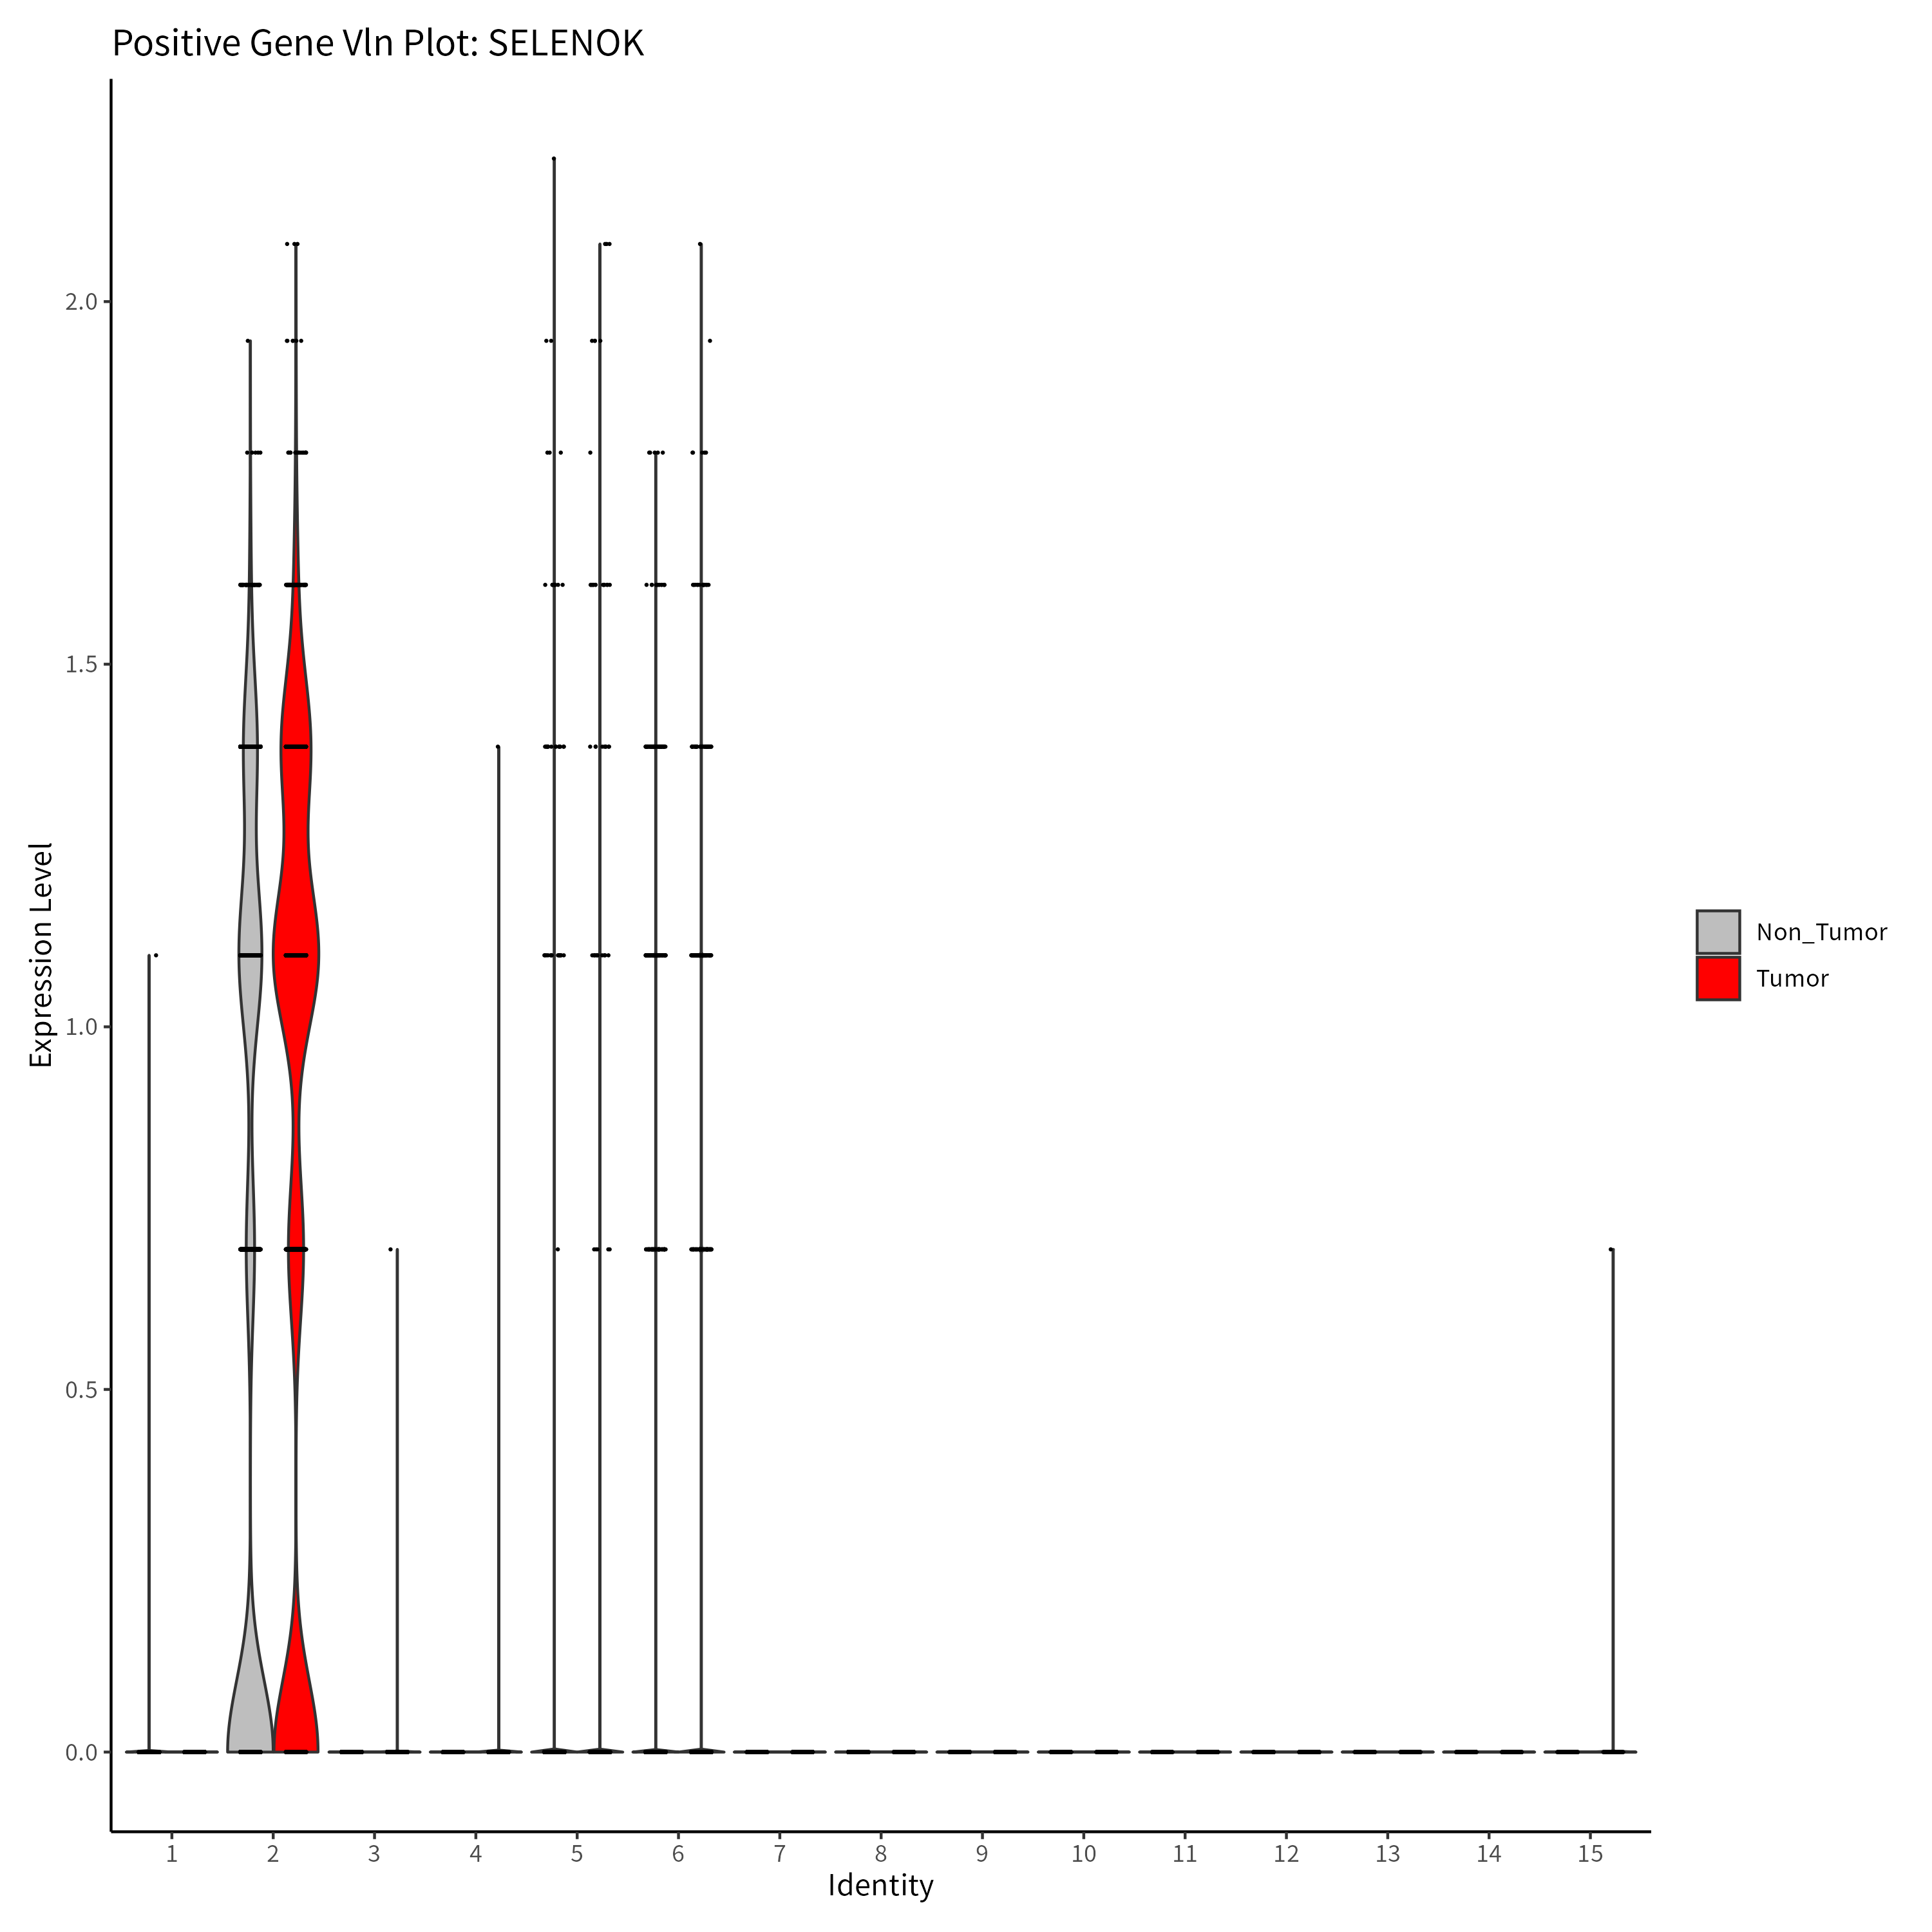 Positive Gene Vln Plot: SELENOK
Expression Level
2.0
1.5
1.0
0.5
0.0
1 2 3 4 5 6 7 8 9 10 11 12 13 14 15
Identity
Non_Tumor
Tumor